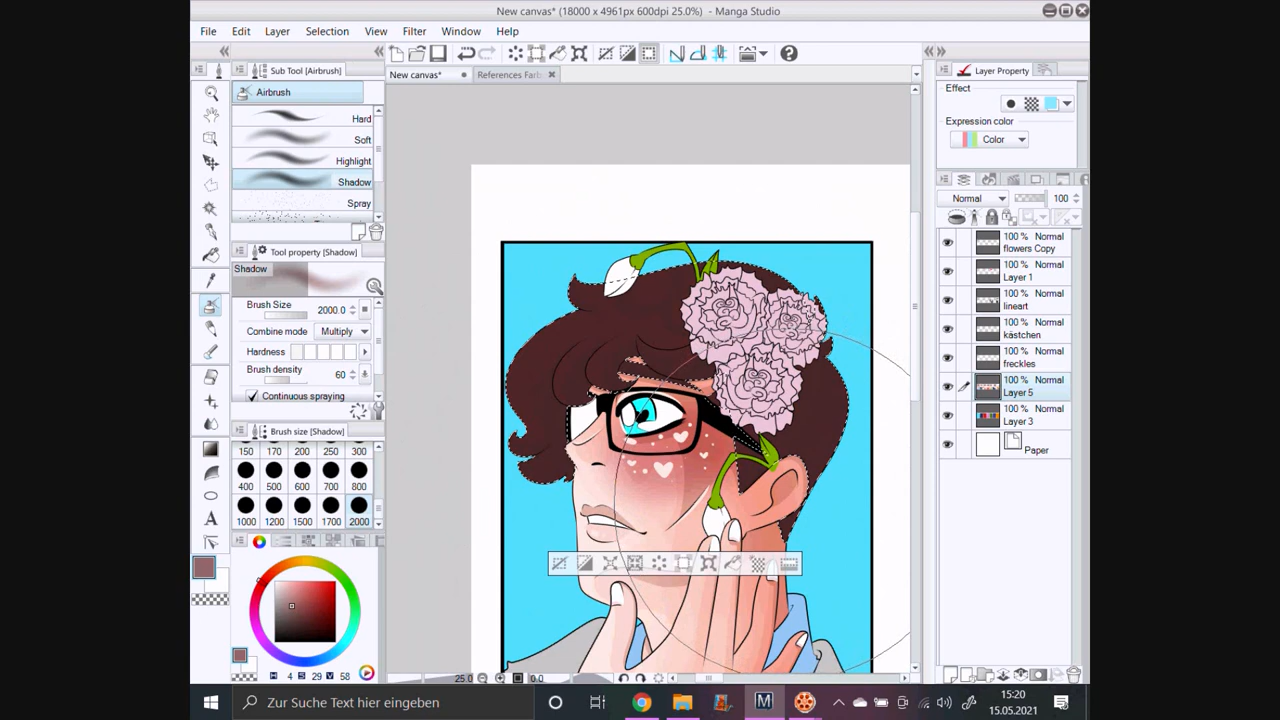 New canvas* (18000 x 4961px 600dpi 25.0%) - Manga Studio
File Edit Layer Selection View Filter Window Help
Sub Tool [Airbrush]
Airbrush
Hard
Soft
Highlight
Shadow
Spray
Tool property [Shadow]
Shadow
Brush Size 2000.0
Combine mode Multiply
Hardness
Brush density 60
Continuous spraying
Brush size [Shadow]
150 170 200 250 300
400 500 600 700 800
1000 1200 1500 1700 2000
H 4 S 29 V 58
New canvas* References Farb
25.0 0.0
Layer Property
Effect
Expression color
Color
Normal 100
100 % Normal
flowers Copy
100 % Normal
Layer 1
100 % Normal
lineart
100 % Normal
kästchen
100 % Normal
freckles
100 % Normal
Layer 5
100 % Normal
Layer 3
Paper
Zur Suche Text hier eingeben
15:20
15.05.2021